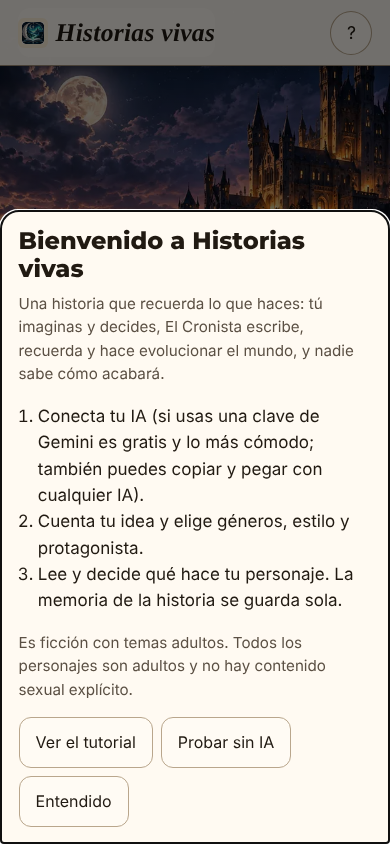 Historias vivas
?
Bienvenido a Historias
vivas
Una historia que recuerda lo que haces: tú
imaginas y decides, El Cronista escribe,
recuerda y hace evolucionar el mundo, y nadie
sabe cómo acabará.
1. Conecta tu IA (si usas una clave de
Gemini es gratis y lo más cómodo;
también puedes copiar y pegar con
cualquier IA).
2. Cuenta tu idea y elige géneros, estilo y
protagonista.
3. Lee y decide qué hace tu personaje. La
memoria de la historia se guarda sola.
Es ficción con temas adultos. Todos los
personajes son adultos y no hay contenido
sexual explícito.
Ver el tutorial
Probar sin IA
Entendido